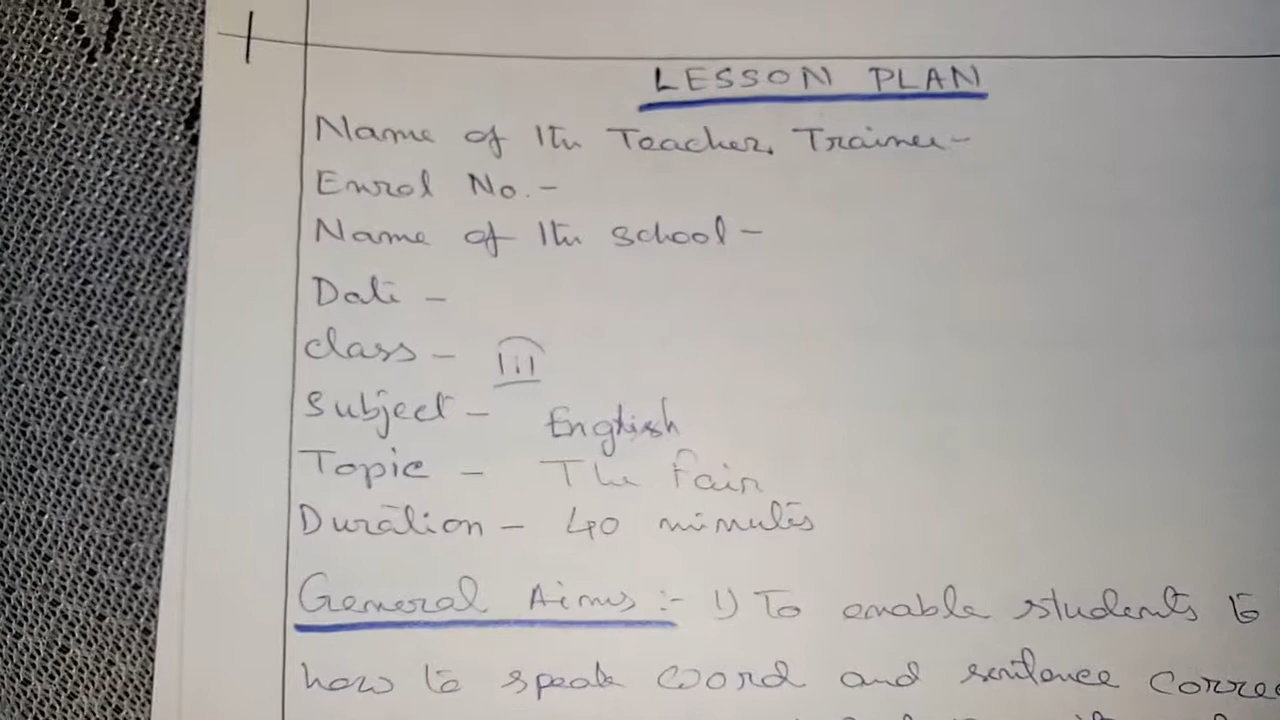 LESSON PLAN
Name of the Teacher Trainee-
Enrol No.-
Name of the school-
Date -
class - III
Subject - English
Topic - The Fair
Duration - 40 minutes
General Aims :- 1) To enable students to
how to speak word and sentence correc